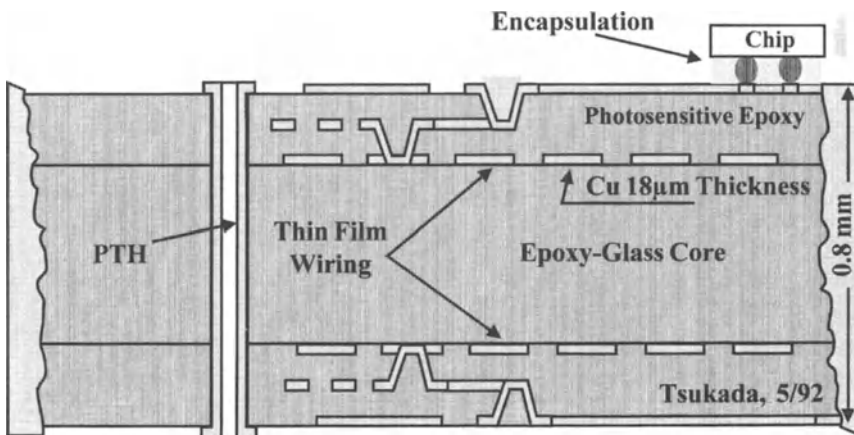 Encapsulation
Chip
Photosensitive Epoxy
Cu 18µm Thickness
PTH
Thin Film
Wiring
Epoxy-Glass Core
0.8 mm
Tsukada, 5/92